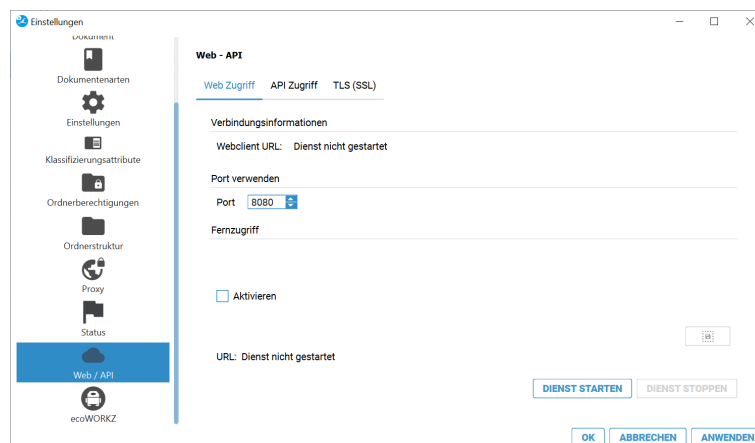 Einstellungen
Dokument
Dokumentenarten
Einstellungen
Klassifizierungsattribute
Ordnerberechtigungen
Ordnerstruktur
Proxy
Status
Web / API
ecoWORKZ
Web - API
Web Zugriff API Zugriff TLS (SSL)
Verbindungsinformationen
Webclient URL: Dienst nicht gestartet
Port verwenden
Port 8080
Fernzugriff
Aktivieren
URL: Dienst nicht gestartet
DIENST STARTEN DIENST STOPPEN
OK ABBRECHEN ANWENDEN